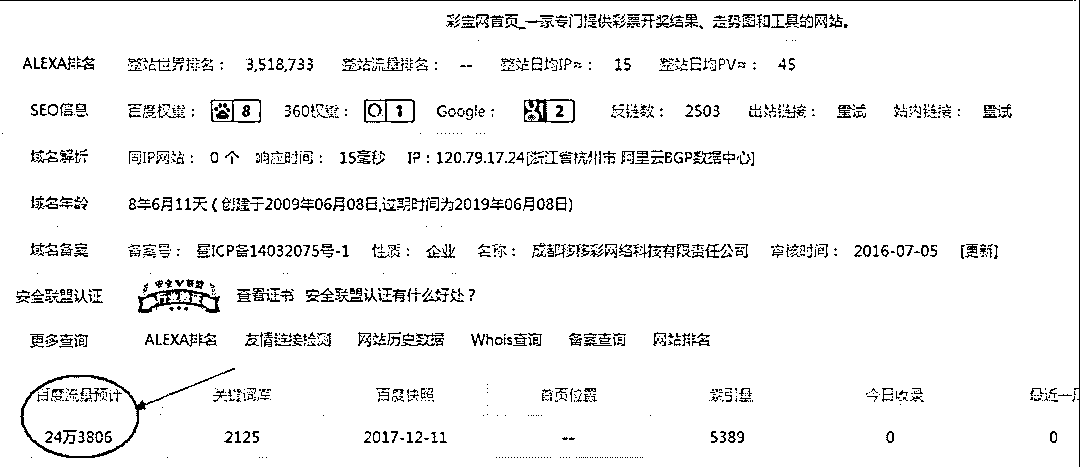 彩宝网首页_一家专门提供彩票开奖结果、走势图和工具的网站。
ALEXA排名 整站世界排名: 3,518,733 整站流量排名: -- 整站日均IP≈: 15 整站日均PV≈: 45
SEO信息 百度权重: 8 360权重: 1 Google: 2 反链数: 2503 出站链接: 重试 站内链接: 重试
域名解析 同IP网站: 0 个 响应时间: 15毫秒 IP:120.79.17.24[浙江省杭州市 阿里云BGP数据中心]
域名年龄 8年6月11天 (创建于2009年06月08日,过期时间为2019年06月08日)
域名备案 备案号: 蜀ICP备14032075号-1 性质: 企业 名称: 成都移移彩网络科技有限责任公司 审核时间: 2016-07-05 [更新]
安全联盟认证 安全V联盟 行业验证 查看证书 安全联盟认证有什么好处?
更多查询 ALEXA排名 友情链接检测 网站历史数据 Whois查询 备案查询 网站排名
百度流量预计 关键词库 百度快照 首页位置 索引量 今日收录 最近一
24万3806 2125 2017-12-11 -- 5389 0 0